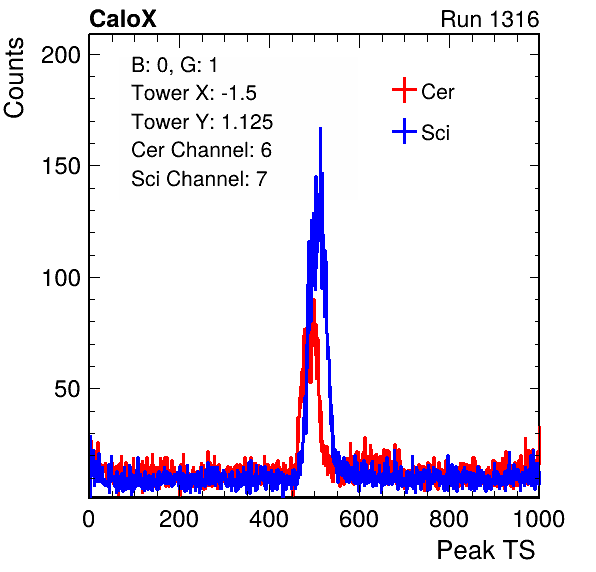 CaloX Run 1316
Counts
200
150
100
50
B: 0, G: 1
Tower X: -1.5
Tower Y: 1.125
Cer Channel: 6
Sci Channel: 7
Cer
Sci
0 200 400 600 800 1000
Peak TS